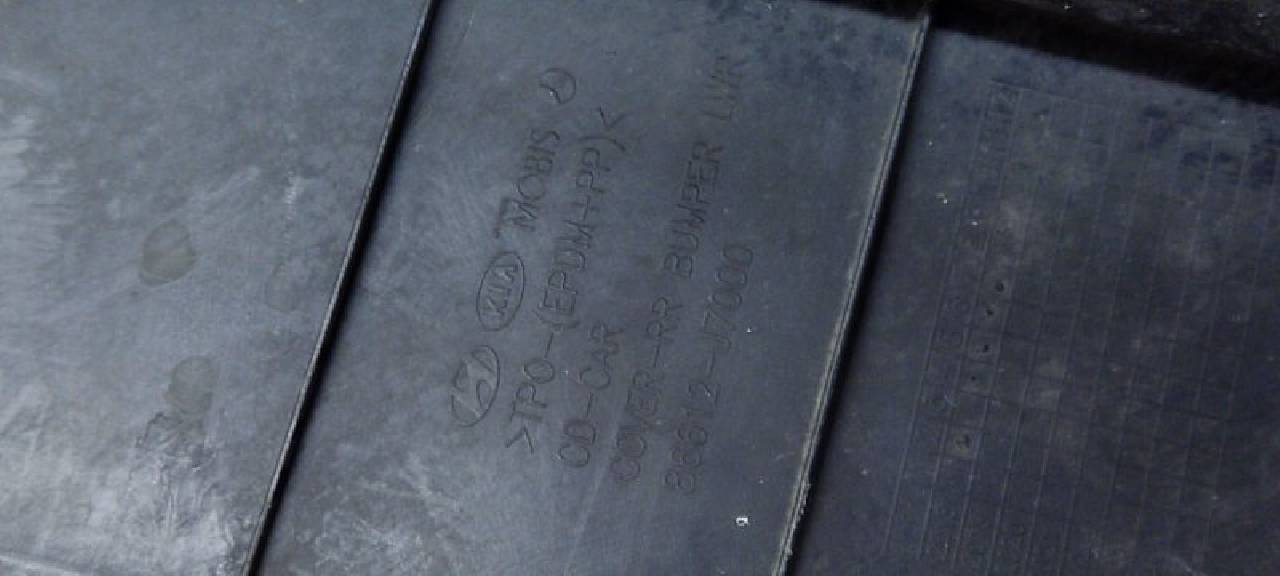 KIA MOBIS
>TPO-(EPDM+PP)<
CD-CAR
COVER-RR BUMPER LWR
86612-J7000